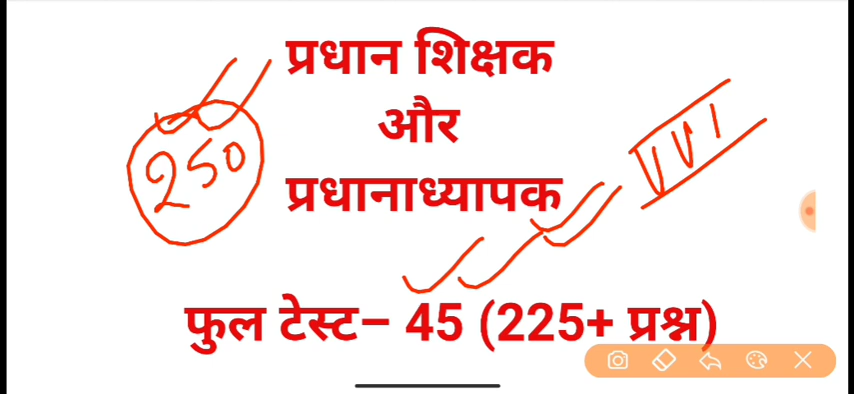 प्रधान शिक्षक
और
250
VVI
प्रधानाध्यापक
फुल टेस्ट– 45 (225+ प्रश्न)